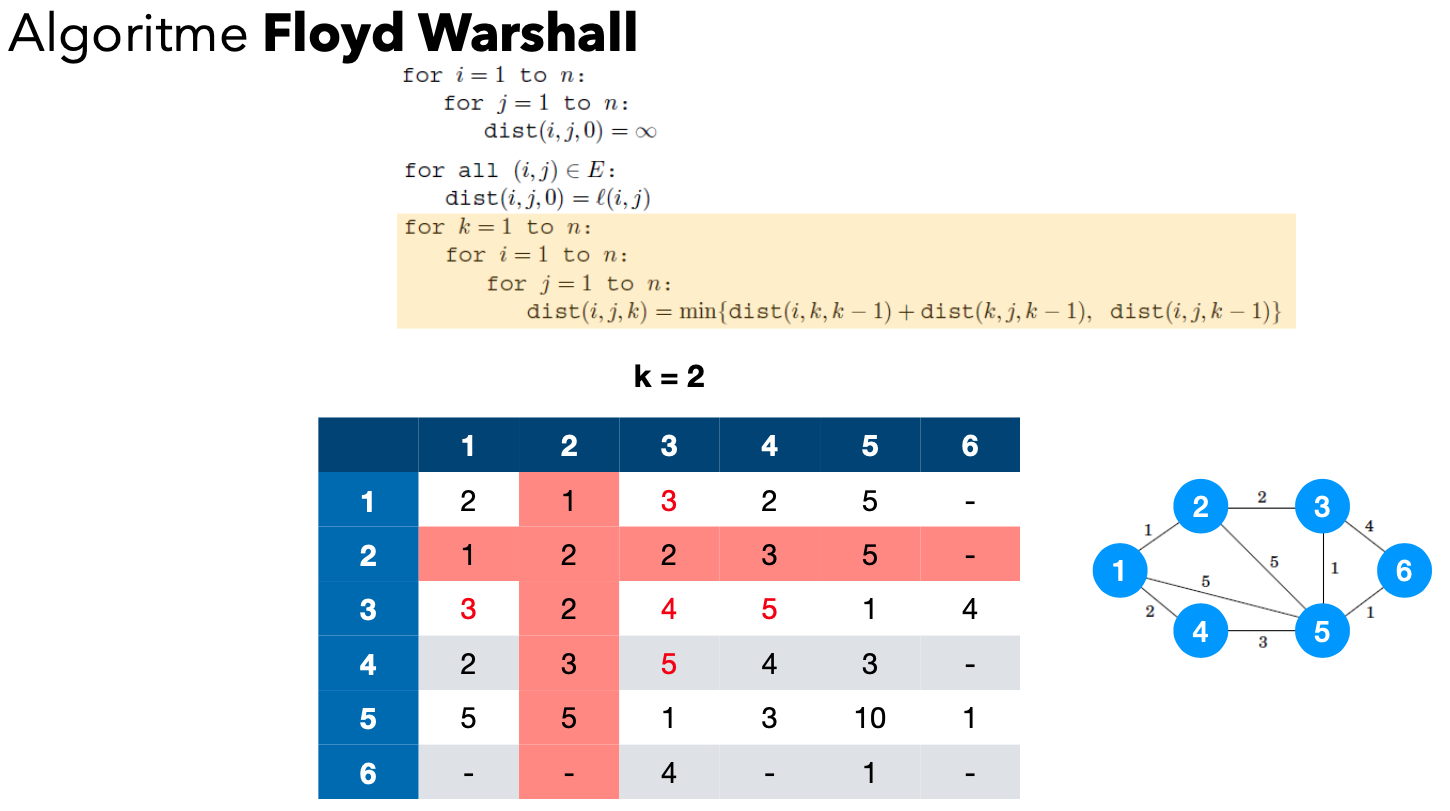 Algoritme Floyd Warshall
for i = 1 to n:
for j = 1 to n:
dist(i, j, 0) = ∞
for all (i, j) ∈ E:
dist(i, j, 0) = ℓ(i, j)
for k = 1 to n:
for i = 1 to n:
for j = 1 to n:
dist(i, j, k) = min{dist(i, k, k − 1) + dist(k, j, k − 1), dist(i, j, k − 1)}
k = 2
1 2 3 4 5 6
1 2 1 3 2 5 -
2 1 2 2 3 5 -
3 3 2 4 5 1 4
4 2 3 5 4 3 -
5 5 5 1 3 10 1
6 - - 4 - 1 -
2 2 3
1 4
5
1 5 1 6
2 1
4 3 5